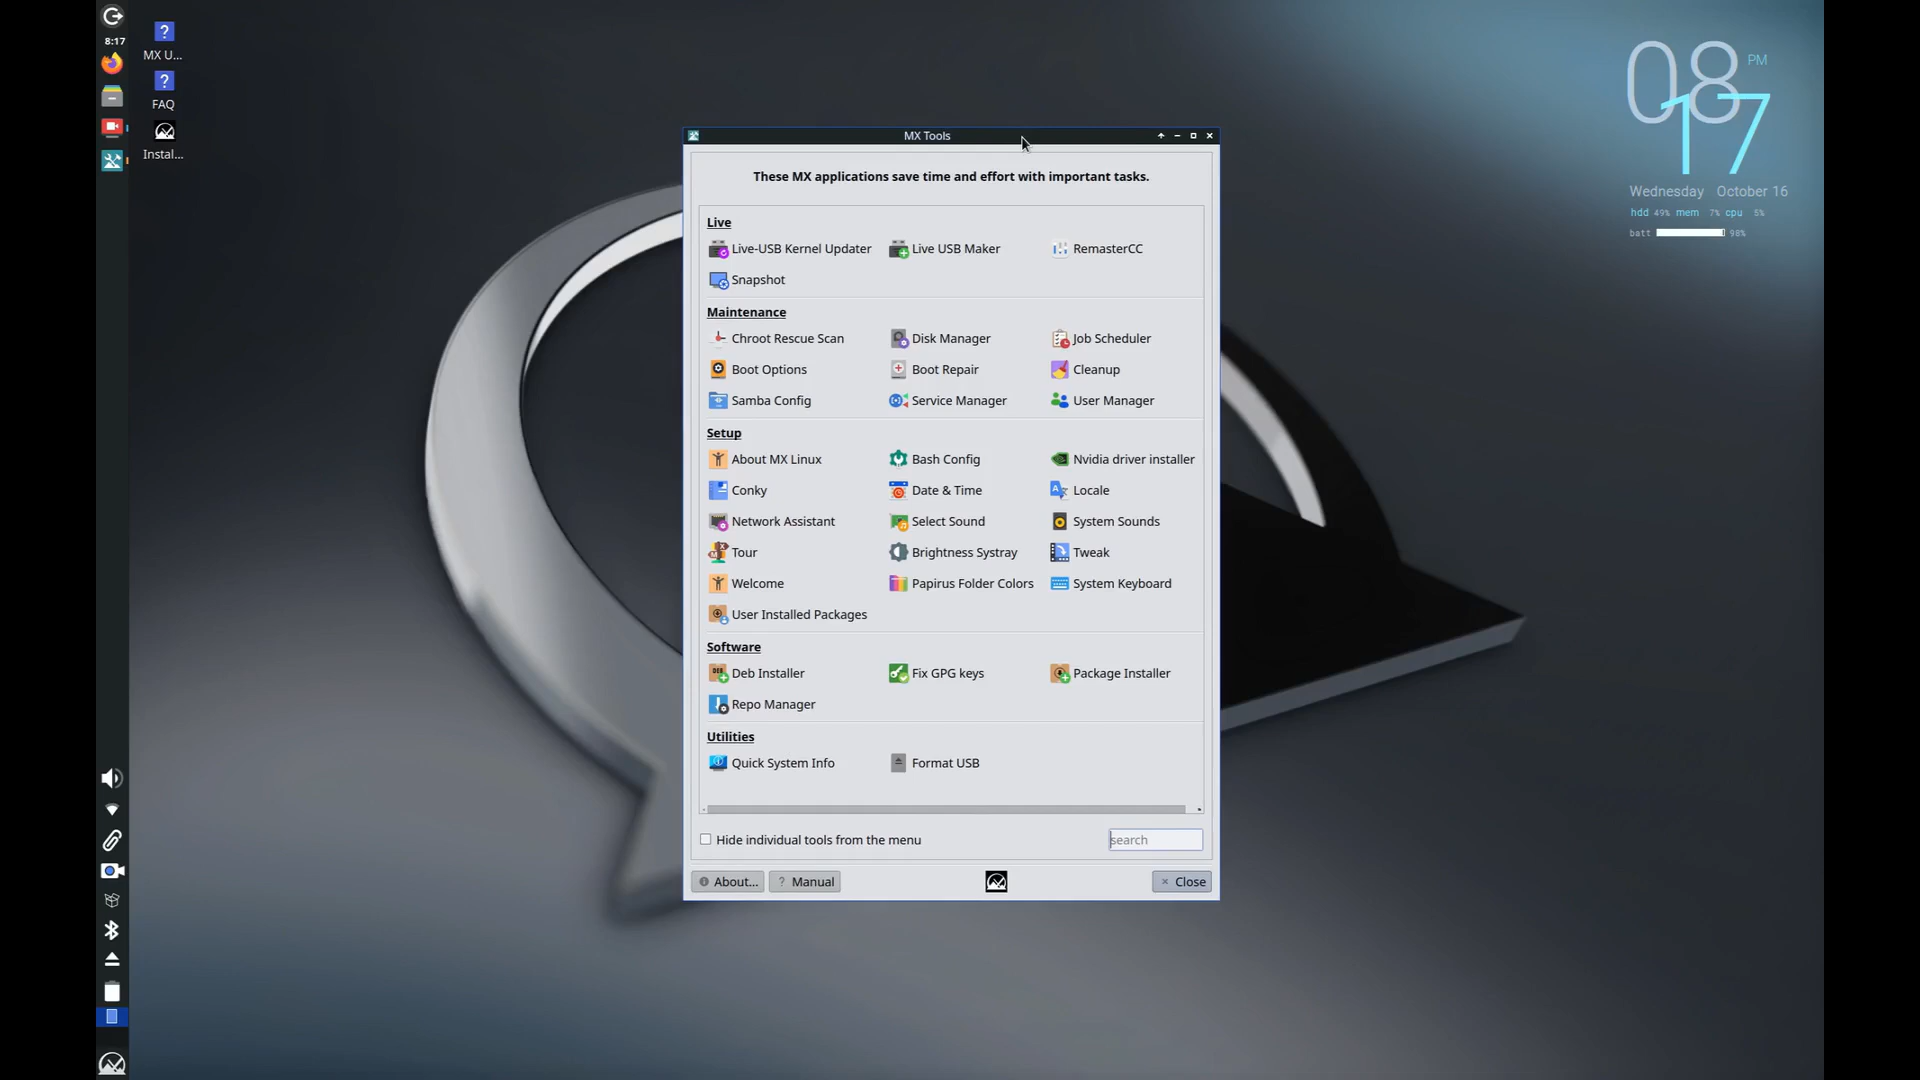 8:17
MX U...
FAQ
Instal...
08 PM
17
Wednesday October 16
hdd 49% mem 7% cpu 5%
batt 98%
MX Tools
These MX applications save time and effort with important tasks.
Live
Live-USB Kernel Updater Live USB Maker RemasterCC
Snapshot
Maintenance
Chroot Rescue Scan Disk Manager Job Scheduler
Boot Options Boot Repair Cleanup
Samba Config Service Manager User Manager
Setup
About MX Linux Bash Config Nvidia driver installer
Conky Date & Time Locale
Network Assistant Select Sound System Sounds
Tour Brightness Systray Tweak
Welcome Papirus Folder Colors System Keyboard
User Installed Packages
Software
Deb Installer Fix GPG keys Package Installer
Repo Manager
Utilities
Quick System Info Format USB
Hide individual tools from the menu search
About... Manual Close